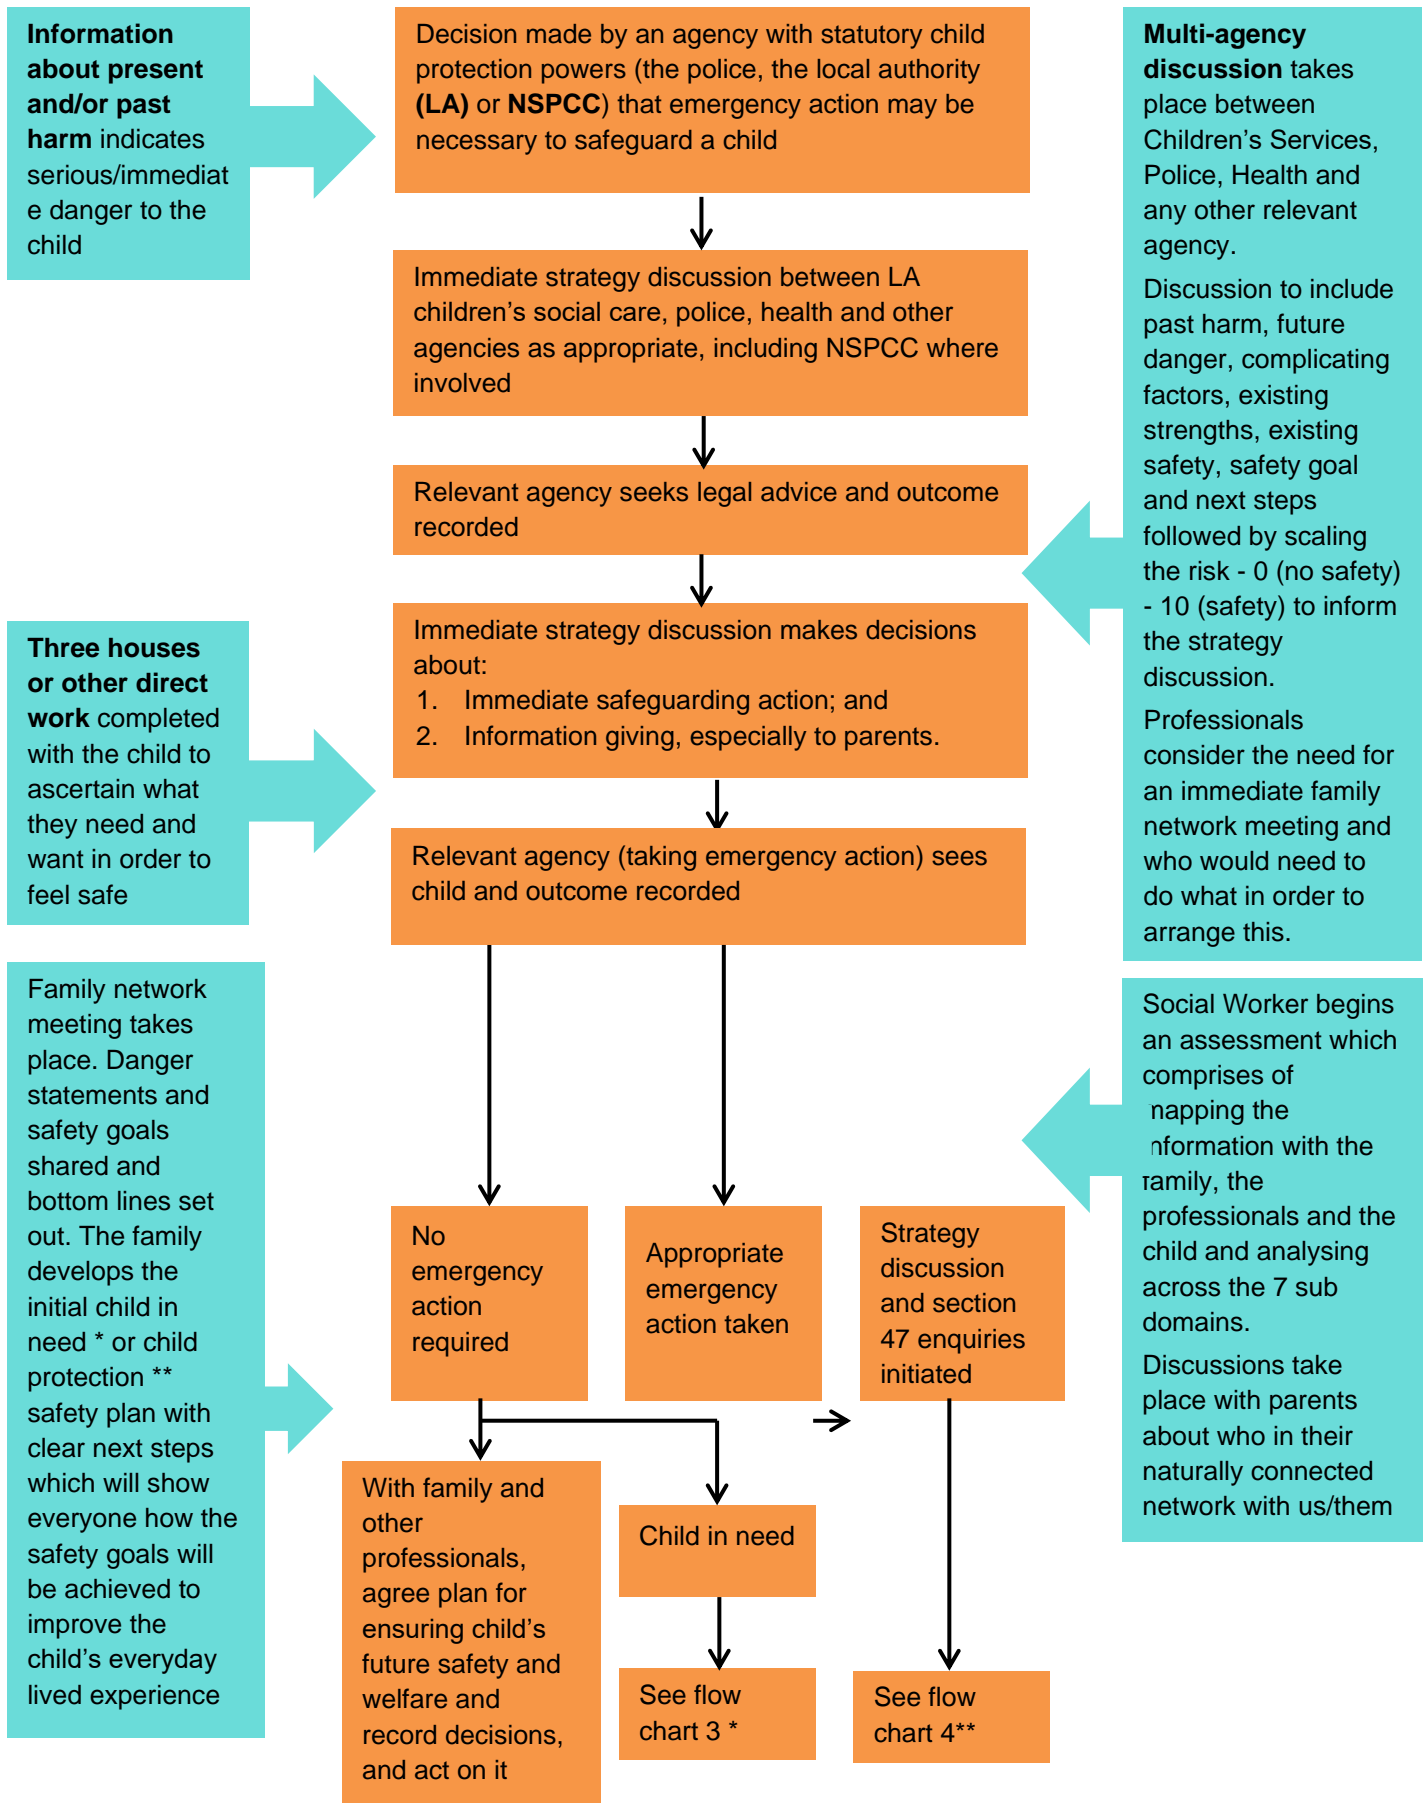 Information
about present
and/or past
harm indicates
serious/immediat
e danger to the
child
Decision made by an agency with statutory child
protection powers (the police, the local authority
(LA) or NSPCC) that emergency action may be
necessary to safeguard a child
Multi-agency
discussion takes
place between
Children’s Services,
Police, Health and
any other relevant
agency.
Discussion to include
past harm, future
danger, complicating
factors, existing
strengths, existing
safety, safety goal
and next steps
followed by scaling
the risk - 0 (no safety)
- 10 (safety) to inform
the strategy
discussion.
Professionals
consider the need for
an immediate family
network meeting and
who would need to
do what in order to
arrange this.
Immediate strategy discussion between LA
children’s social care, police, health and other
agencies as appropriate, including NSPCC where
involved
Relevant agency seeks legal advice and outcome
recorded
Immediate strategy discussion makes decisions
about:
1. Immediate safeguarding action; and
2. Information giving, especially to parents.
Three houses
or other direct
work completed
with the child to
ascertain what
they need and
want in order to
feel safe
Relevant agency (taking emergency action) sees
child and outcome recorded
Family network
meeting takes
place. Danger
statements and
safety goals
shared and
bottom lines set
out. The family
develops the
initial child in
need * or child
protection **
safety plan with
clear next steps
which will show
everyone how the
safety goals will
be achieved to
improve the
child’s everyday
lived experience
Social Worker begins
an assessment which
comprises of
mapping the
information with the
family, the
professionals and the
child and analysing
across the 7 sub
domains.
Discussions take
place with parents
about who in their
naturally connected
network with us/them
No
emergency
action
required
Appropriate
emergency
action taken
Strategy
discussion
and section
47 enquiries
initiated
With family and
other
professionals,
agree plan for
ensuring child’s
future safety and
welfare and
record decisions,
and act on it
Child in need
See flow
chart 3 *
See flow
chart 4**